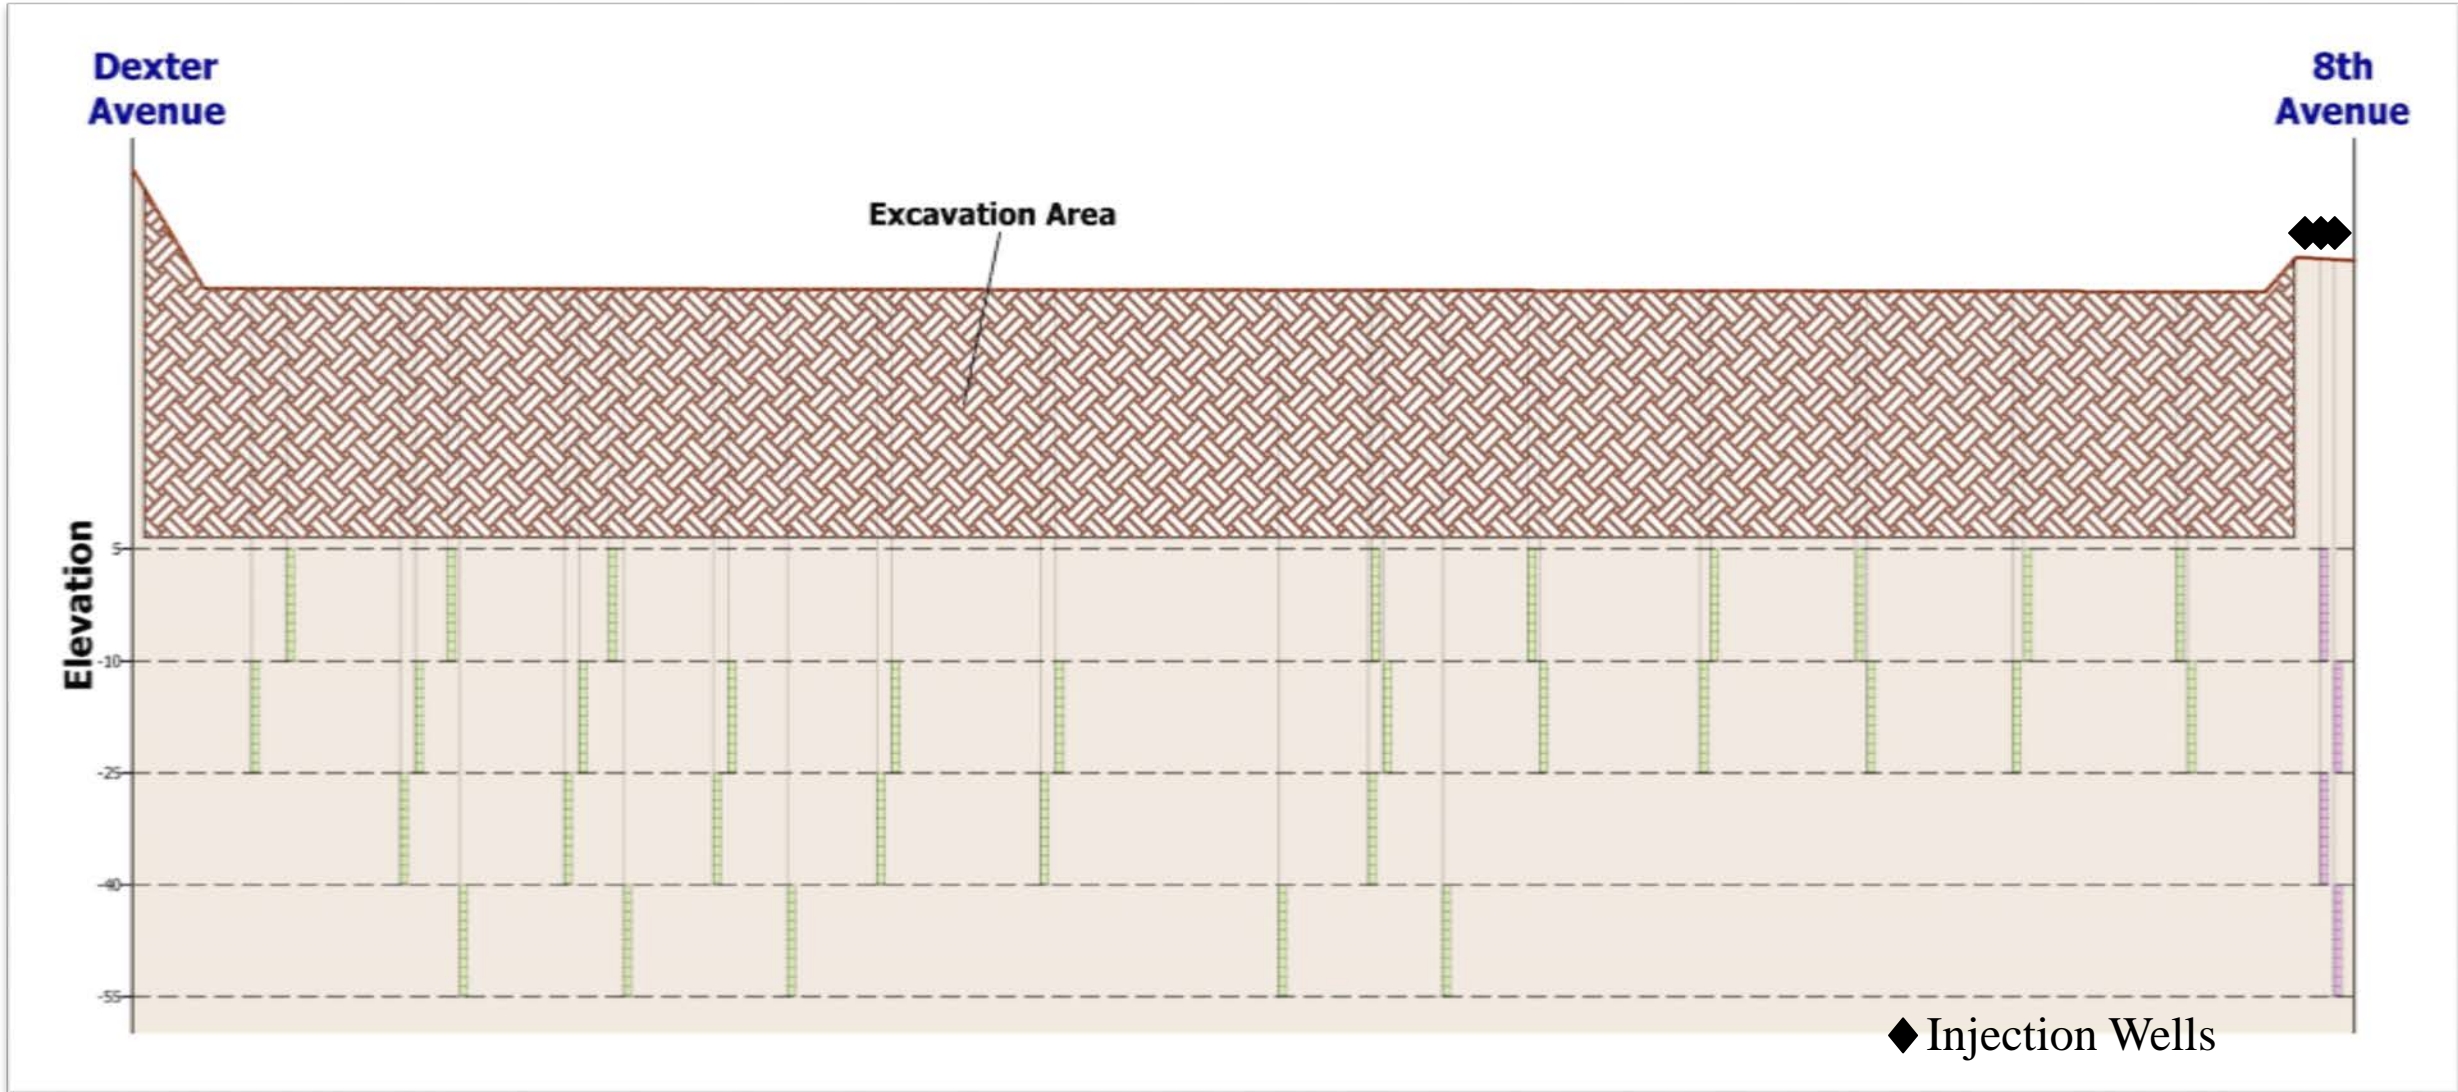 Dexter
Avenue
8th
Avenue
Excavation Area
Elevation
5
-10
-25
-40
-55
Injection Wells